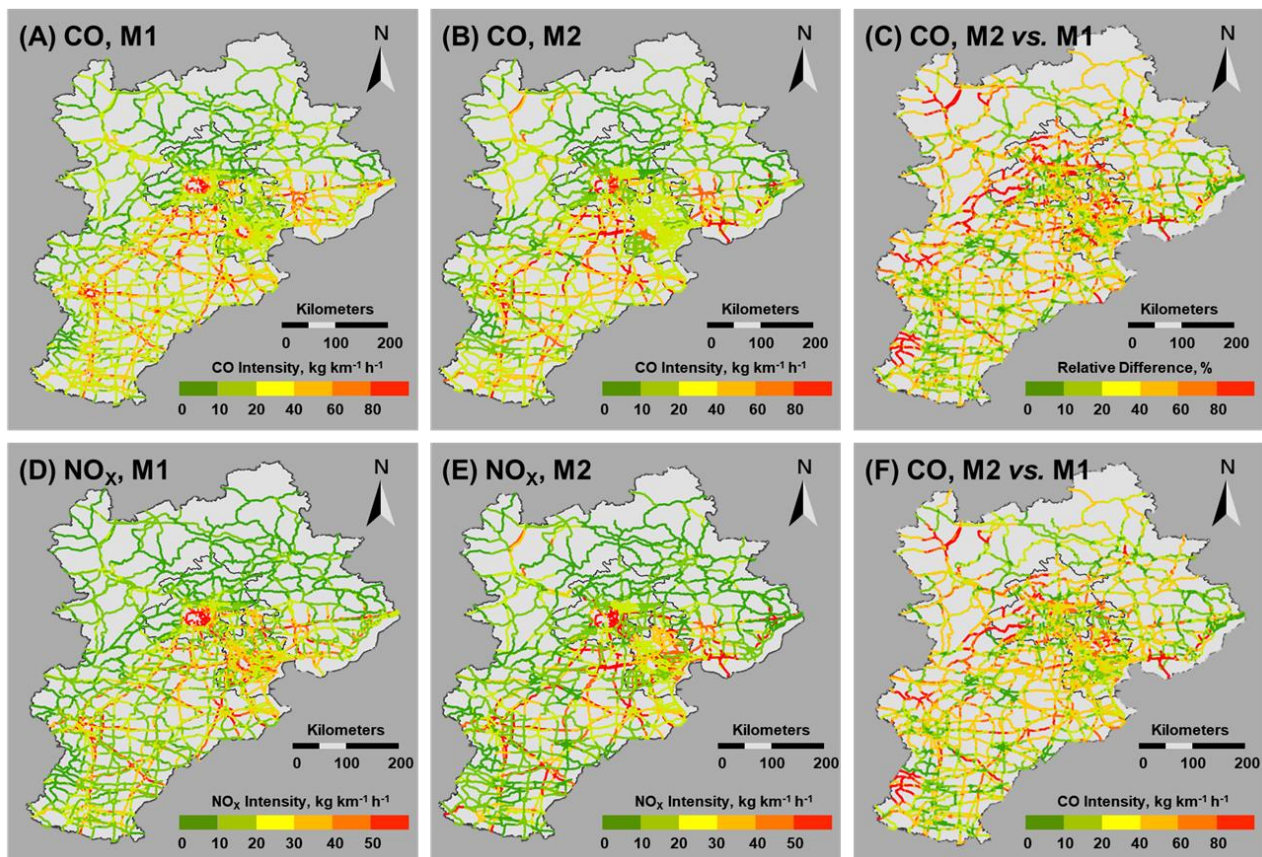 (A) CO, M1
N
Kilometers
0 100 200
CO Intensity, kg km⁻¹ h⁻¹
0 10 20 40 60 80
(B) CO, M2
N
Kilometers
0 100 200
CO Intensity, kg km⁻¹ h⁻¹
0 10 20 40 60 80
(C) CO, M2 vs. M1
N
Kilometers
0 100 200
Relative Difference, %
0 10 20 40 60 80
(D) NOX, M1
N
Kilometers
0 100 200
NOX Intensity, kg km⁻¹ h⁻¹
0 10 20 30 40 50
(E) NOX, M2
N
Kilometers
0 100 200
NOX Intensity, kg km⁻¹ h⁻¹
0 10 20 30 40 50
(F) CO, M2 vs. M1
N
Kilometers
0 100 200
CO Intensity, kg km⁻¹ h⁻¹
0 10 20 40 60 80